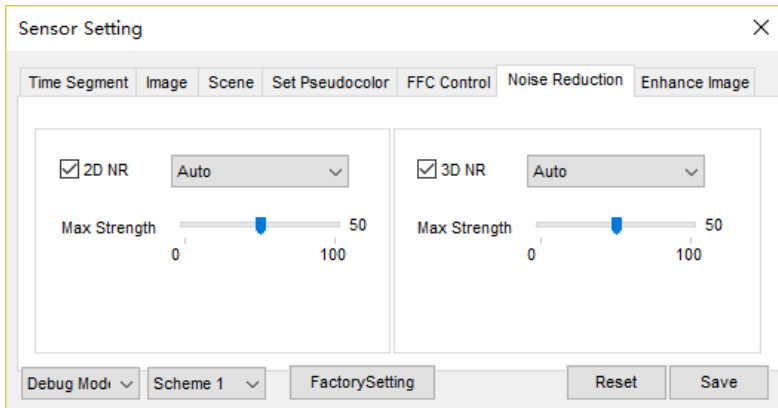 Sensor Setting
Time Segment Image Scene Set Pseudocolor FFC Control Noise Reduction Enhance Image
2D NR Auto 3D NR Auto
Max Strength 50 Max Strength 50
0 100 0 100
Debug Mod Scheme 1 FactorySetting Reset Save